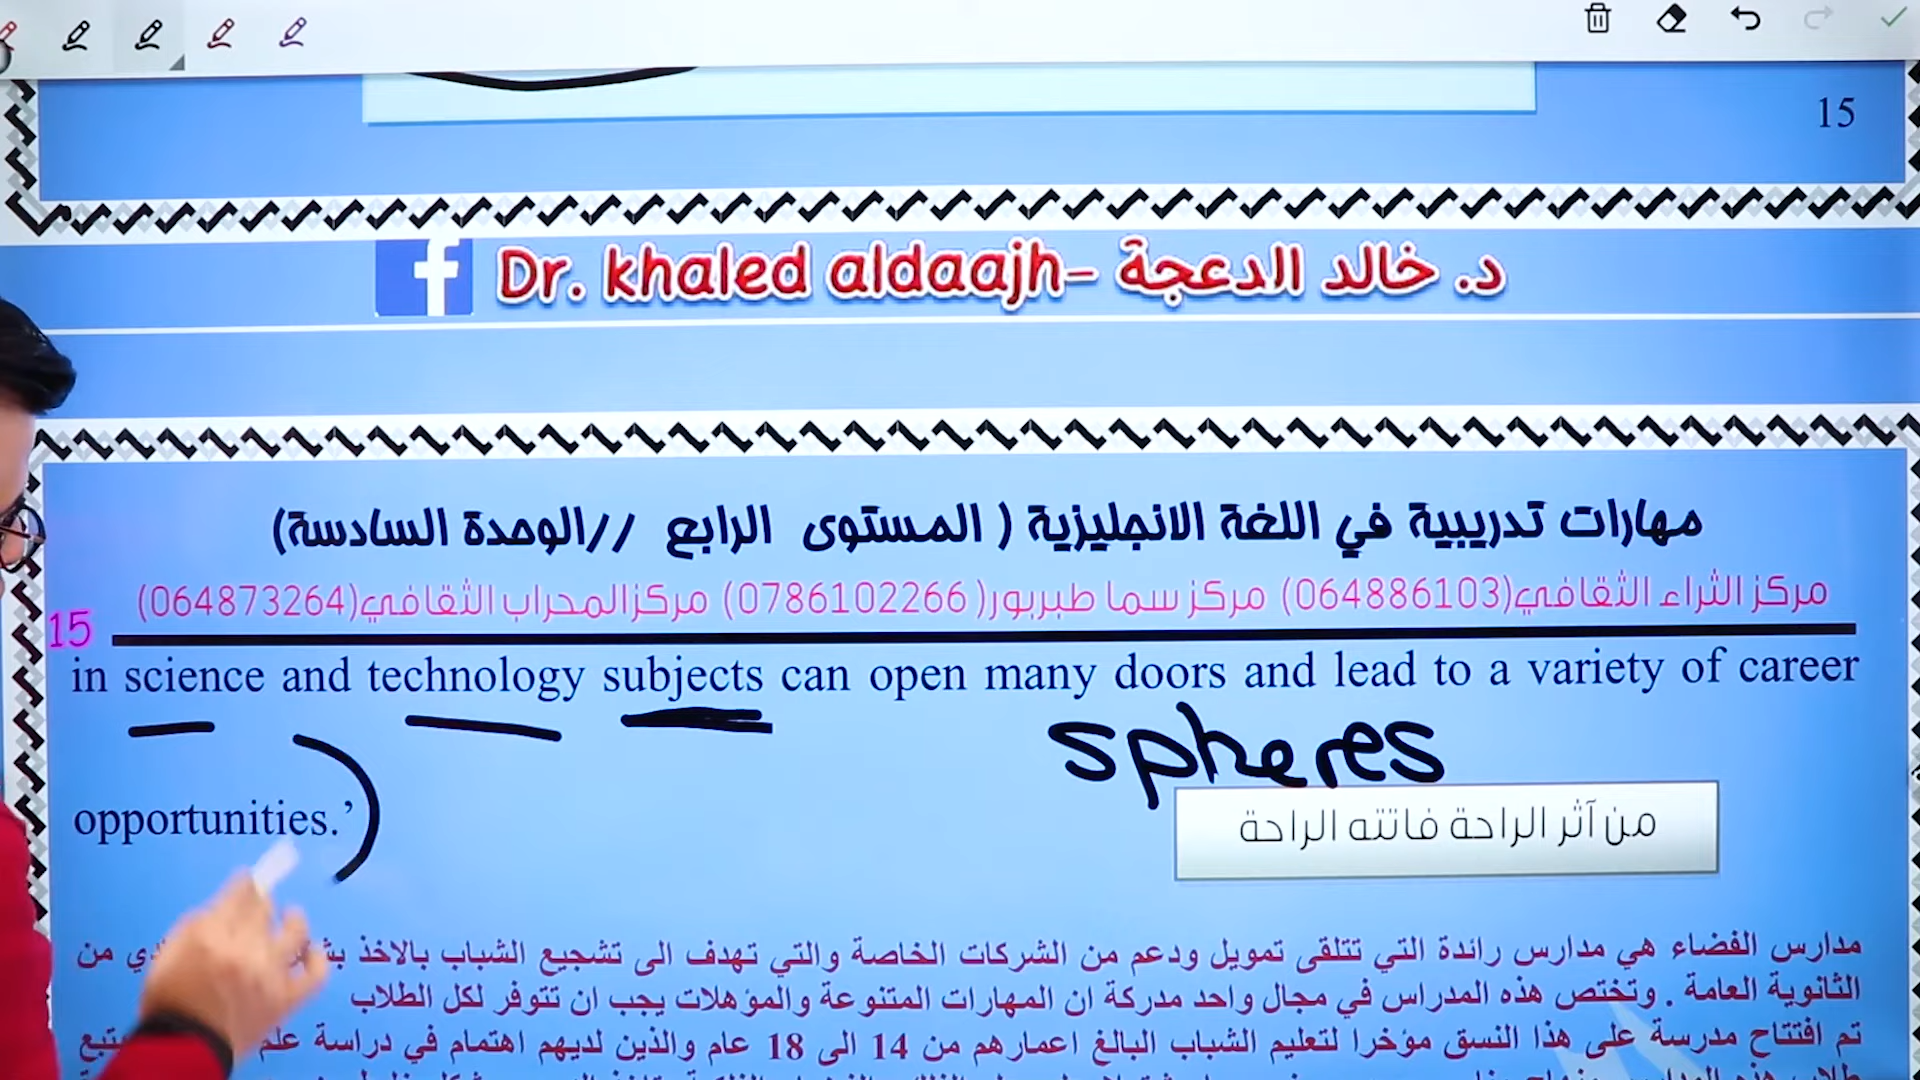 15
Dr. khaled aldaajh- د. خالد الدعجة
مهارات تدريبية في اللغة الانجليزية ( المستوى الرابع //الوحدة السادسة)
مركز الثراء الثقافي(064886103) مركز سما طبربور( 0786102266) مركز المحراب الثقافي(064873264)
15
in science and technology subjects can open many doors and lead to a variety of career
spheres
opportunities.’
من آثر الراحة فاتته الراحة
مدارس الفضاء هي مدارس رائدة التي تتلقى تمويل ودعم من الشركات الخاصة والتي تهدف الى تشجيع الشباب بالاخذ من
الثانوية العامة . وتختص هذه المدراس في مجال واحد مدركة ان المهارات المتنوعة والمؤهلات يجب ان تتوفر لكل الطلاب
تم افتتاح مدرسة على هذا النسق مؤخرا لتعليم الشباب البالغ اعمارهم من 14 الى 18 عام والذين لديهم اهتمام في دراسة